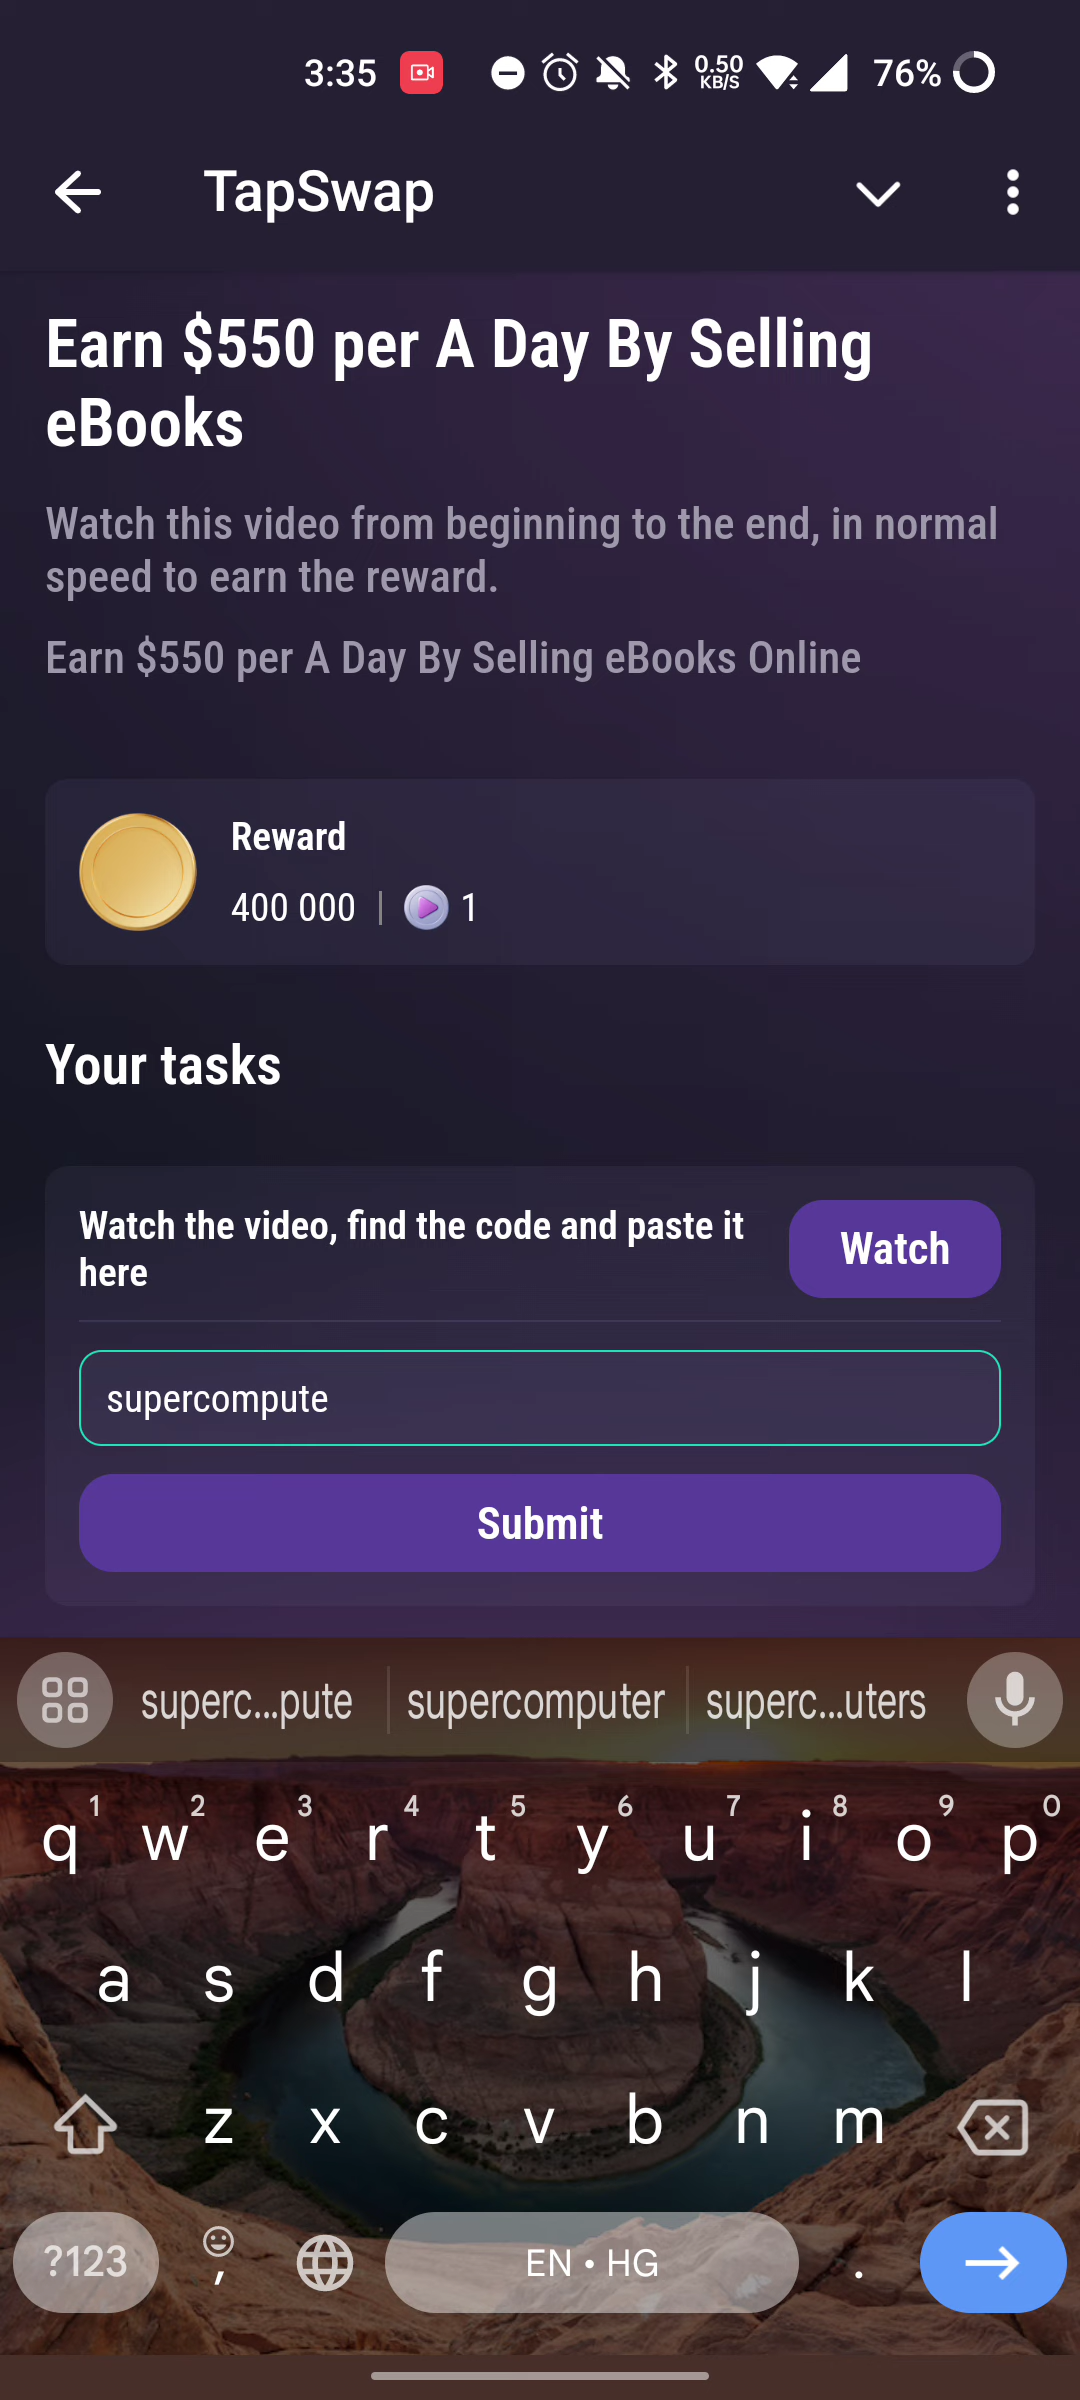 3:35 0.50 KB/S 76%
TapSwap
Earn $550 per A Day By Selling
eBooks
Watch this video from beginning to the end, in normal
speed to earn the reward.
Earn $550 per A Day By Selling eBooks Online
Reward
400 000 | 1
Your tasks
Watch the video, find the code and paste it
here
Watch
supercompute
Submit
superc...pute supercomputer superc...uters
1 2 3 4 5 6 7 8 9 0
q w e r t y u i o p
a s d f g h j k l
z x c v b n m
?123 , EN • HG .